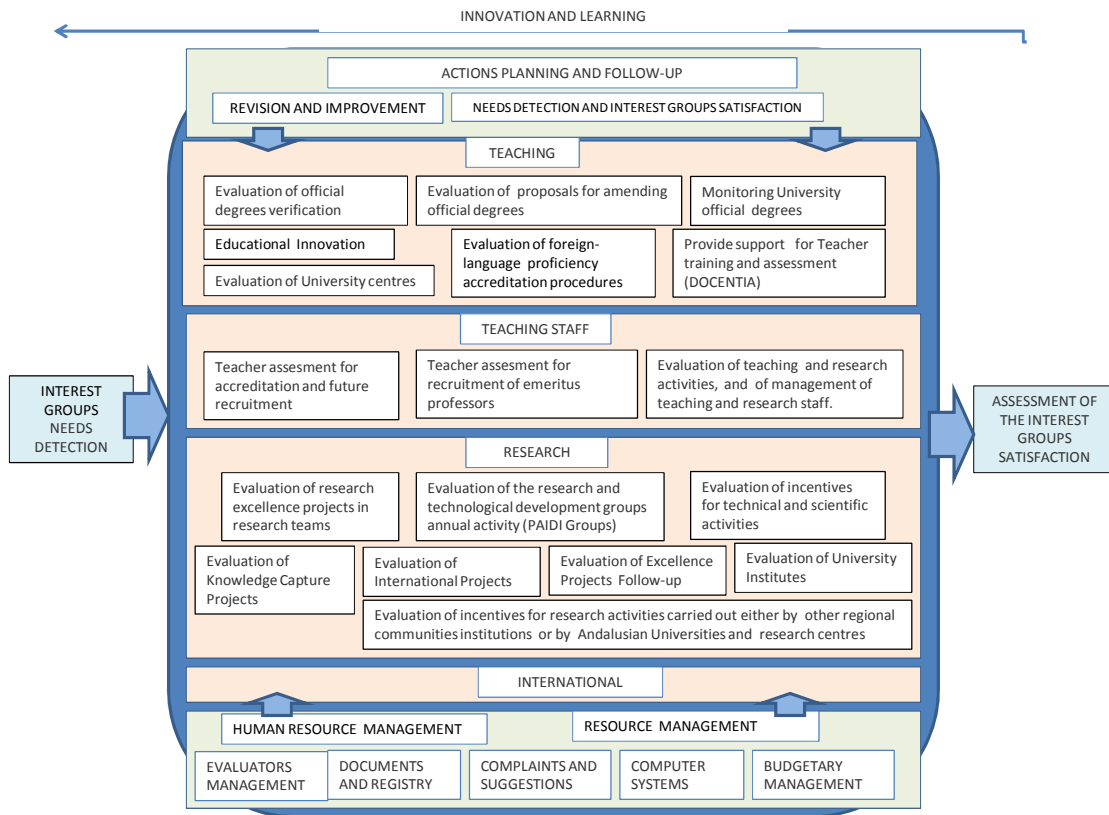 INNOVATION AND LEARNING
ACTIONS PLANNING AND FOLLOW-UP
REVISION AND IMPROVEMENT
NEEDS DETECTION AND INTEREST GROUPS SATISFACTION
TEACHING
Evaluation of official
degrees verification
Evaluation of proposals for amending
official degrees
Monitoring University
official degrees
Educational Innovation
Evaluation of foreign-
language proficiency
accreditation procedures
Provide support for Teacher
training and assessment
(DOCENTIA)
Evaluation of University centres
TEACHING STAFF
Teacher assesment for
accreditation and future
recruitment
Teacher assesment for
recruitment of emeritus
professors
Evaluation of teaching and research
activities, and of management of
teaching and research staff.
INTEREST
GROUPS
NEEDS
DETECTION
ASSESSMENT OF
THE INTEREST
GROUPS
SATISFACTION
RESEARCH
Evaluation of research
excellence projects in
research teams
Evaluation of the research and
technological development groups
annual activity (PAIDI Groups)
Evaluation of incentives
for technical and scientific
activities
Evaluation of
Knowledge Capture
Projects
Evaluation of
International Projects
Evaluation of Excellence
Projects Follow-up
Evaluation of University
Institutes
Evaluation of incentives for research activities carried out either by other regional
communities institutions or by Andalusian Universities and research centres
INTERNATIONAL
HUMAN RESOURCE MANAGEMENT
RESOURCE MANAGEMENT
EVALUATORS
MANAGEMENT
DOCUMENTS
AND REGISTRY
COMPLAINTS AND
SUGGESTIONS
COMPUTER
SYSTEMS
BUDGETARY
MANAGEMENT